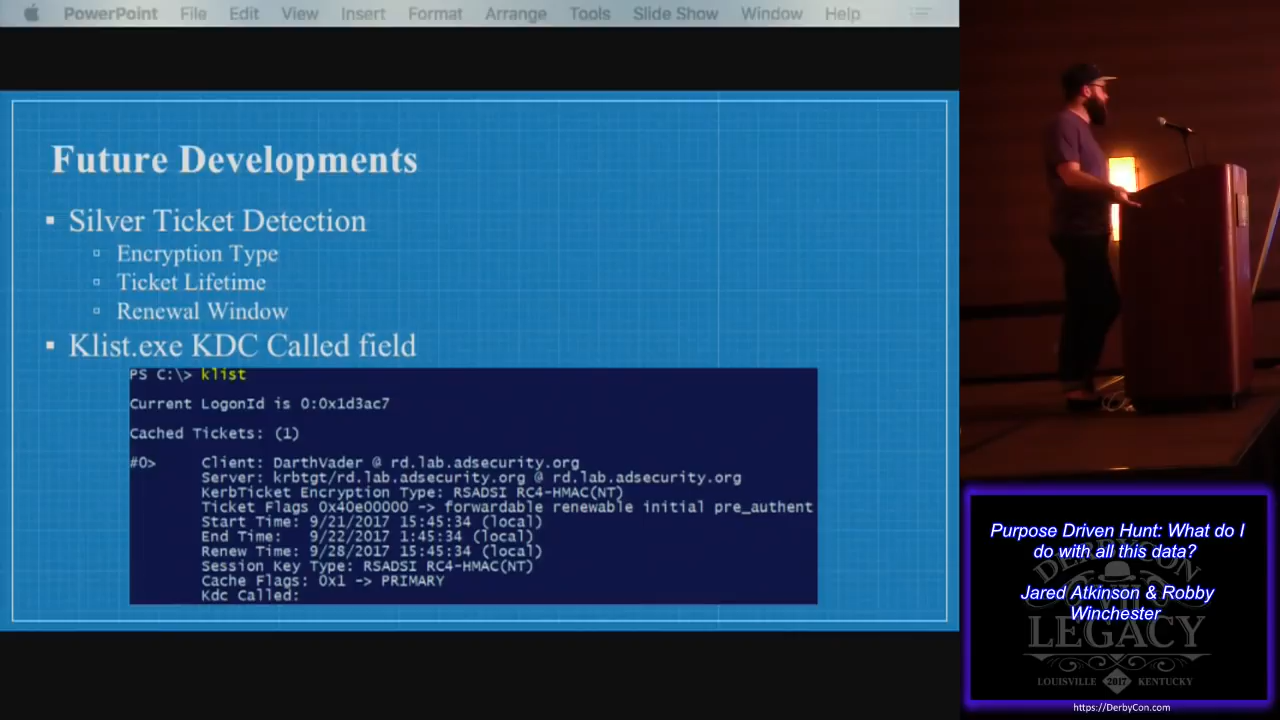 PowerPoint File Edit View Insert Format Arrange Tools Slide Show Window Help
Future Developments
▪ Silver Ticket Detection
▫ Encryption Type
▫ Ticket Lifetime
▫ Renewal Window
▪ Klist.exe KDC Called field
PS C:\> klist
Current LogonId is 0:0x1d3ac7
Cached Tickets: (1)
#0> Client: DarthVader @ rd.lab.adsecurity.org
Server: krbtgt/rd.lab.adsecurity.org @ rd.lab.adsecurity.org
KerbTicket Encryption Type: RSADSI RC4-HMAC(NT)
Ticket Flags 0x40e00000 -> forwardable renewable initial pre_authent
Start Time: 9/21/2017 15:45:34 (local)
End Time: 9/22/2017 1:45:34 (local)
Renew Time: 9/28/2017 15:45:34 (local)
Session Key Type: RSADSI RC4-HMAC(NT)
Cache Flags: 0x1 -> PRIMARY
Kdc Called:
Purpose Driven Hunt: What do I
do with all this data?
Jared Atkinson & Robby
Winchester
DERBYCON
LEGACY
LOUISVILLE 2017 KENTUCKY
https://DerbyCon.com